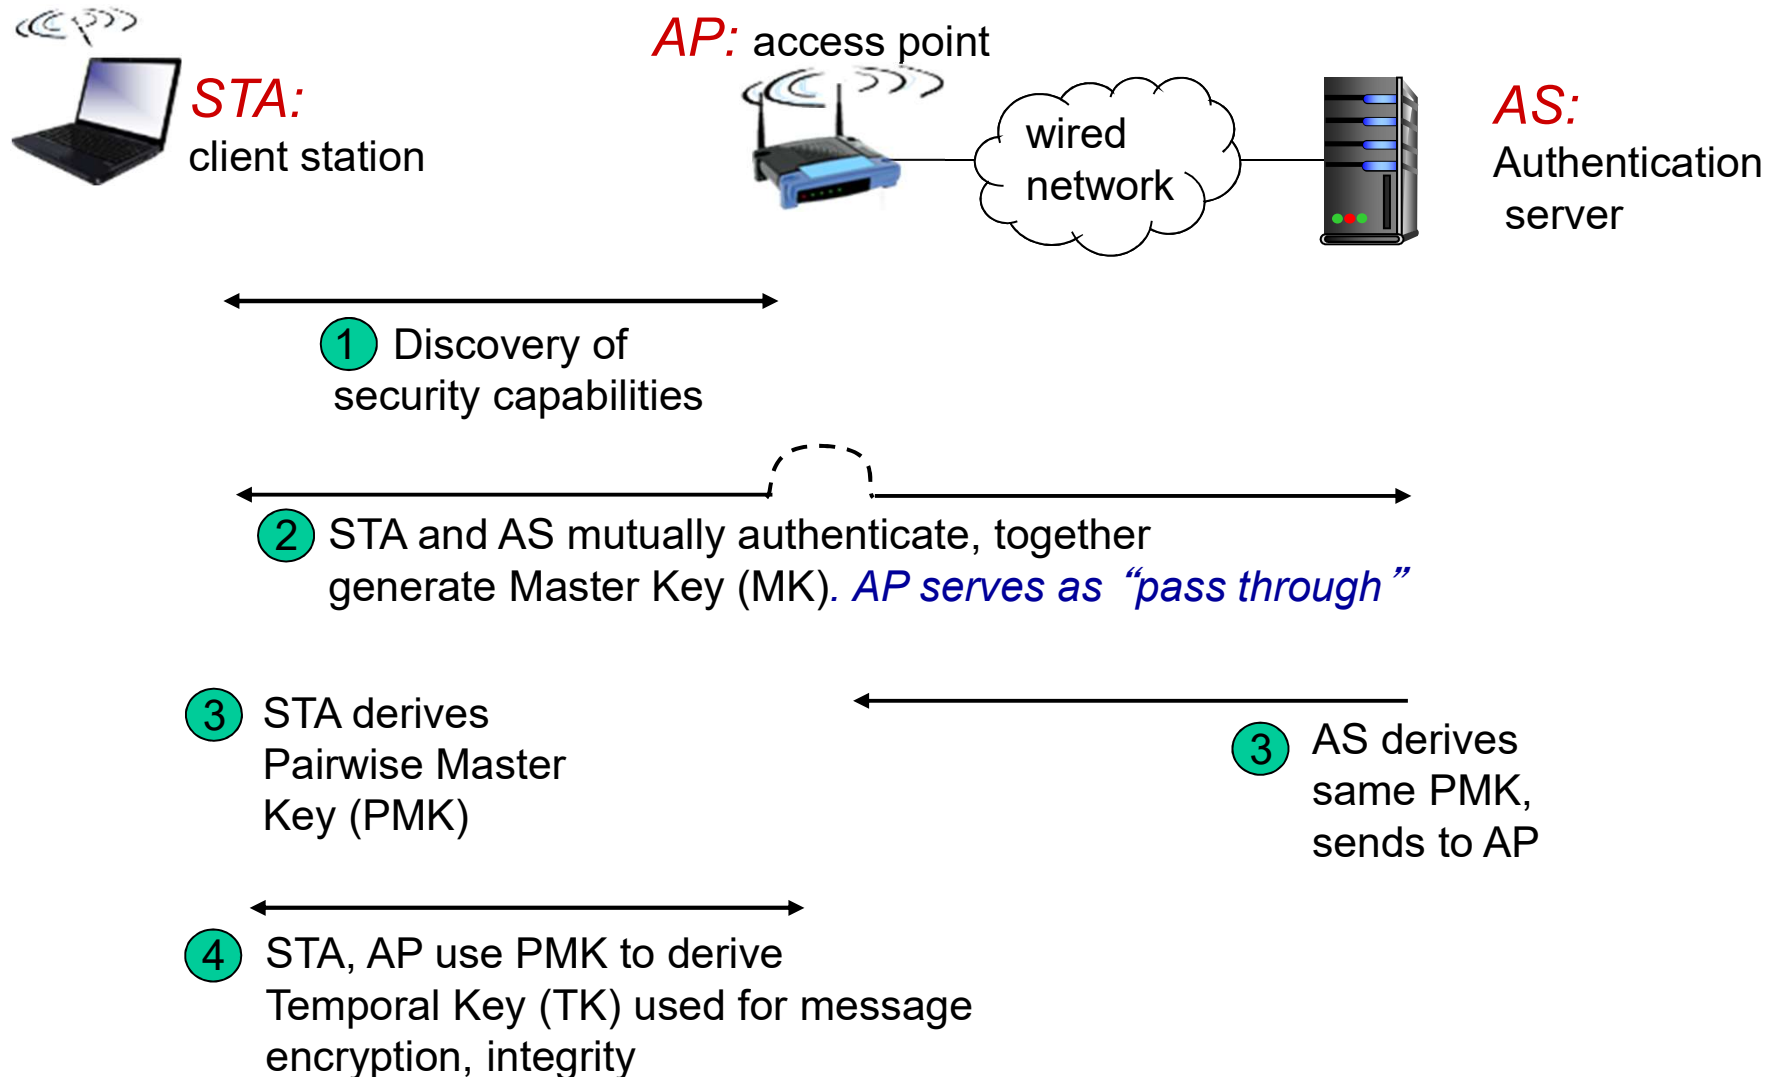 AP: access point
STA:
client station
wired
network
AS:
Authentication
server
1 Discovery of
security capabilities
2 STA and AS mutually authenticate, together
generate Master Key (MK). AP serves as “pass through”
3 STA derives
Pairwise Master
Key (PMK)
3 AS derives
same PMK,
sends to AP
4 STA, AP use PMK to derive
Temporal Key (TK) used for message
encryption, integrity